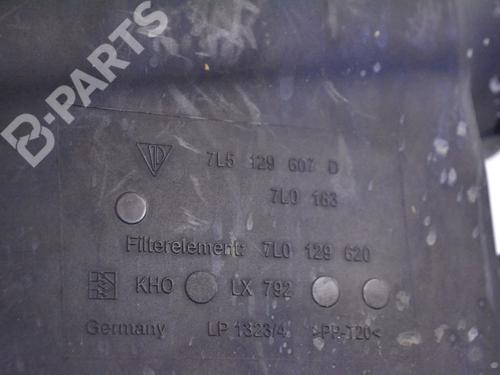 B-PARTS
7L5 129 607 D
7L0 183
Filterelement: 7L0 129 620
KHO LX 792
Germany LP 1323/4 >PP-T20<